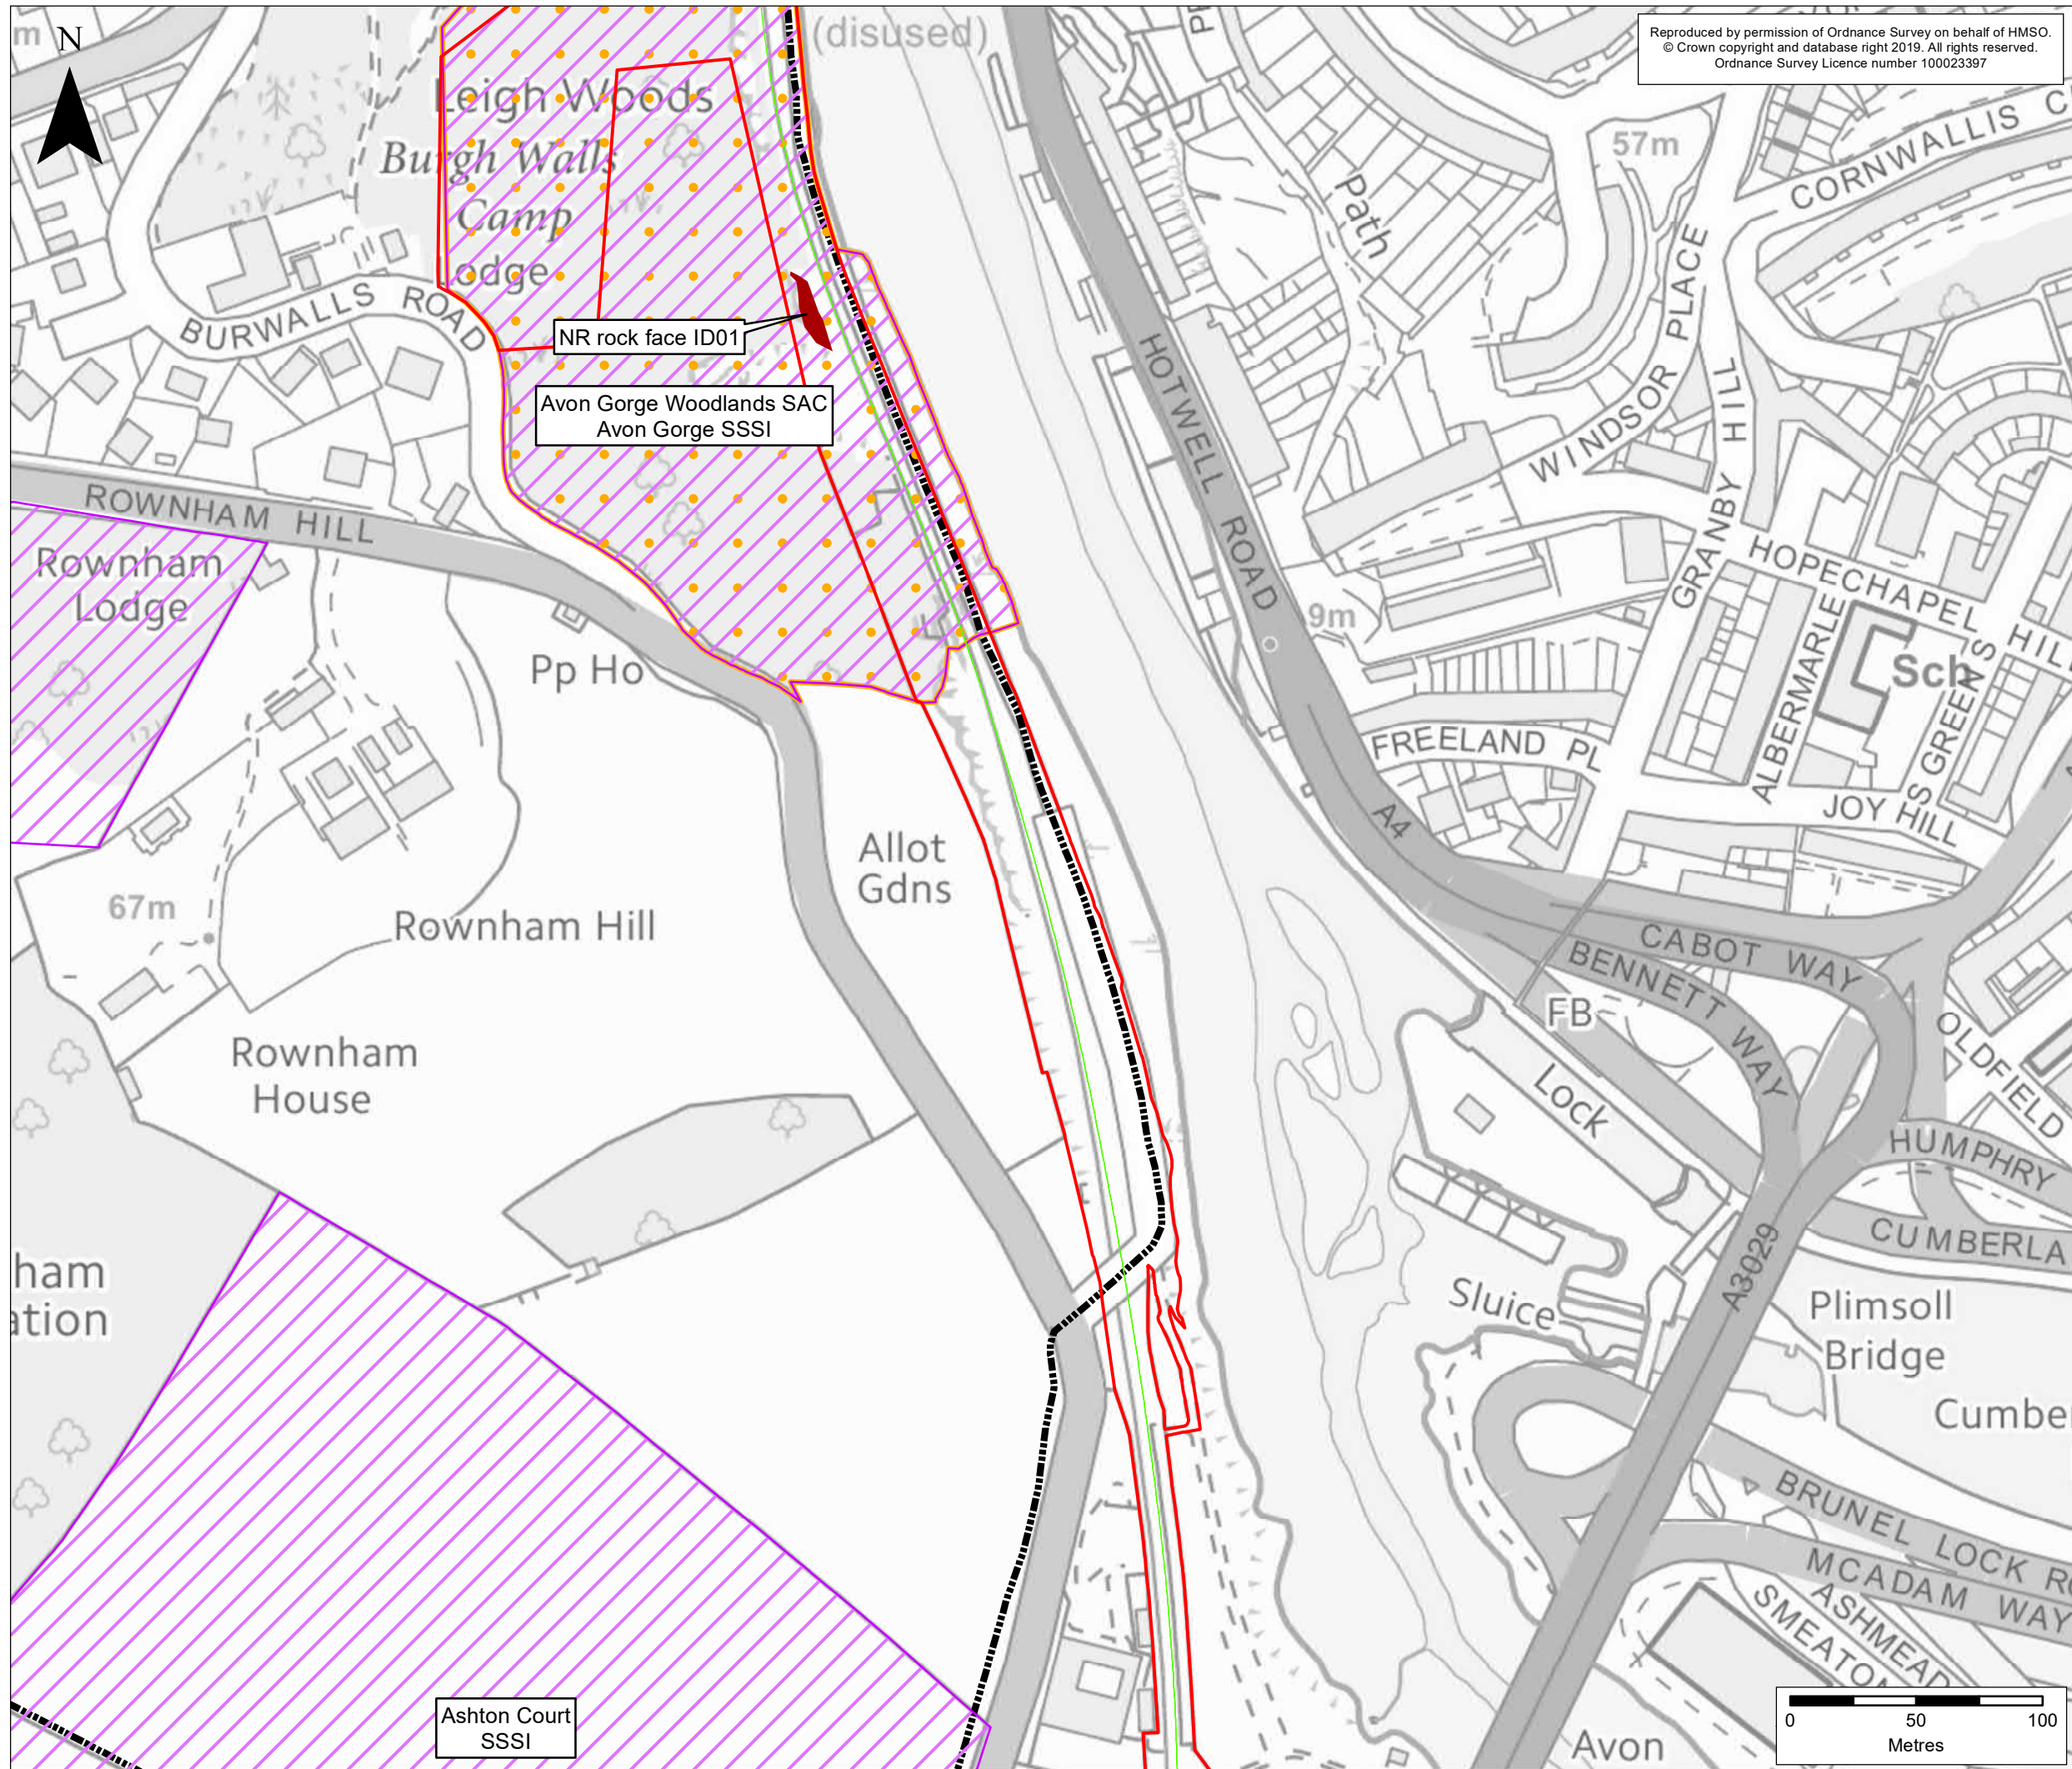 m
N
(disused)
Reproduced by permission of Ordnance Survey on behalf of HMSO.
© Crown copyright and database right 2019. All rights reserved.
Ordnance Survey Licence number 100023397
Leigh Woods
Burgh Walls
Camp
Lodge
BURWALLS ROAD
NR rock face ID01
Avon Gorge Woodlands SAC
Avon Gorge SSSI
Path
57m
CORNWALLIS C
WINDSOR PLACE
HOTWELL ROAD
GRANBY HILL
HOPECHAPEL HILL
9m
ALBERMARLE
Sch
S GREEN S
FREELAND PL
JOY HILL
A4
ROWNHAM HILL
Rownham
Lodge
Pp Ho
Allot
Gdns
67m
Rownham Hill
Rownham
House
CABOT WAY
BENNETT WAY
FB
Lock
OLDFIELD
HUMPHRY
CUMBERLA
A3029
Sluice
Plimsoll
Bridge
Cumbe
ham
ation
BRUNEL LOCK R
MCADAM WAY
ASHMEAD
SMEATON
Ashton Court
SSSI
Avon
0 50 100
Metres